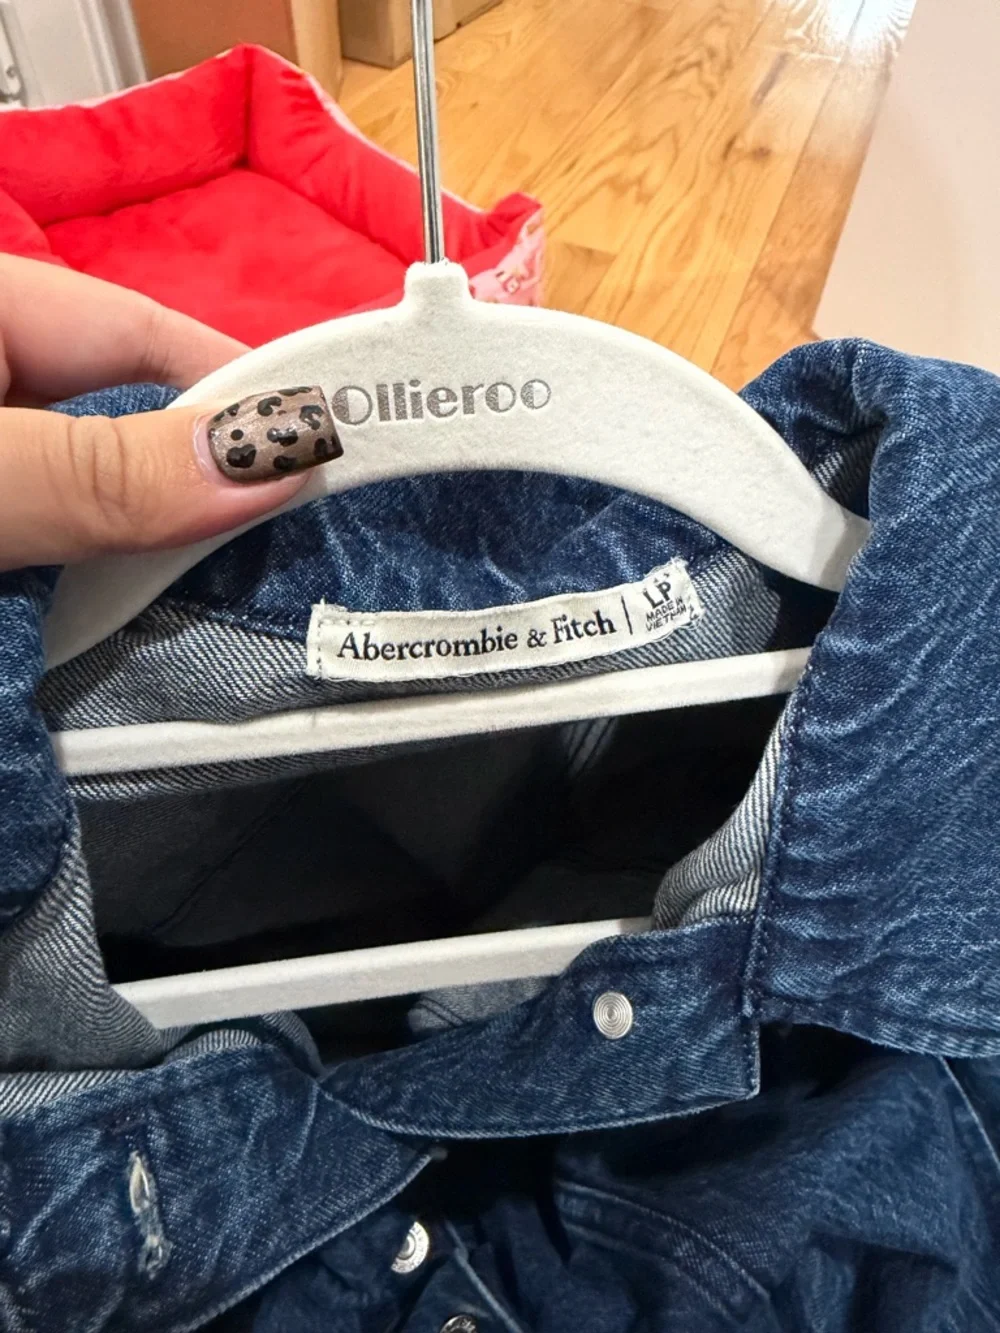 Ollieroo
Abercrombie & Fitch
LP
MADE IN
VIETNAM